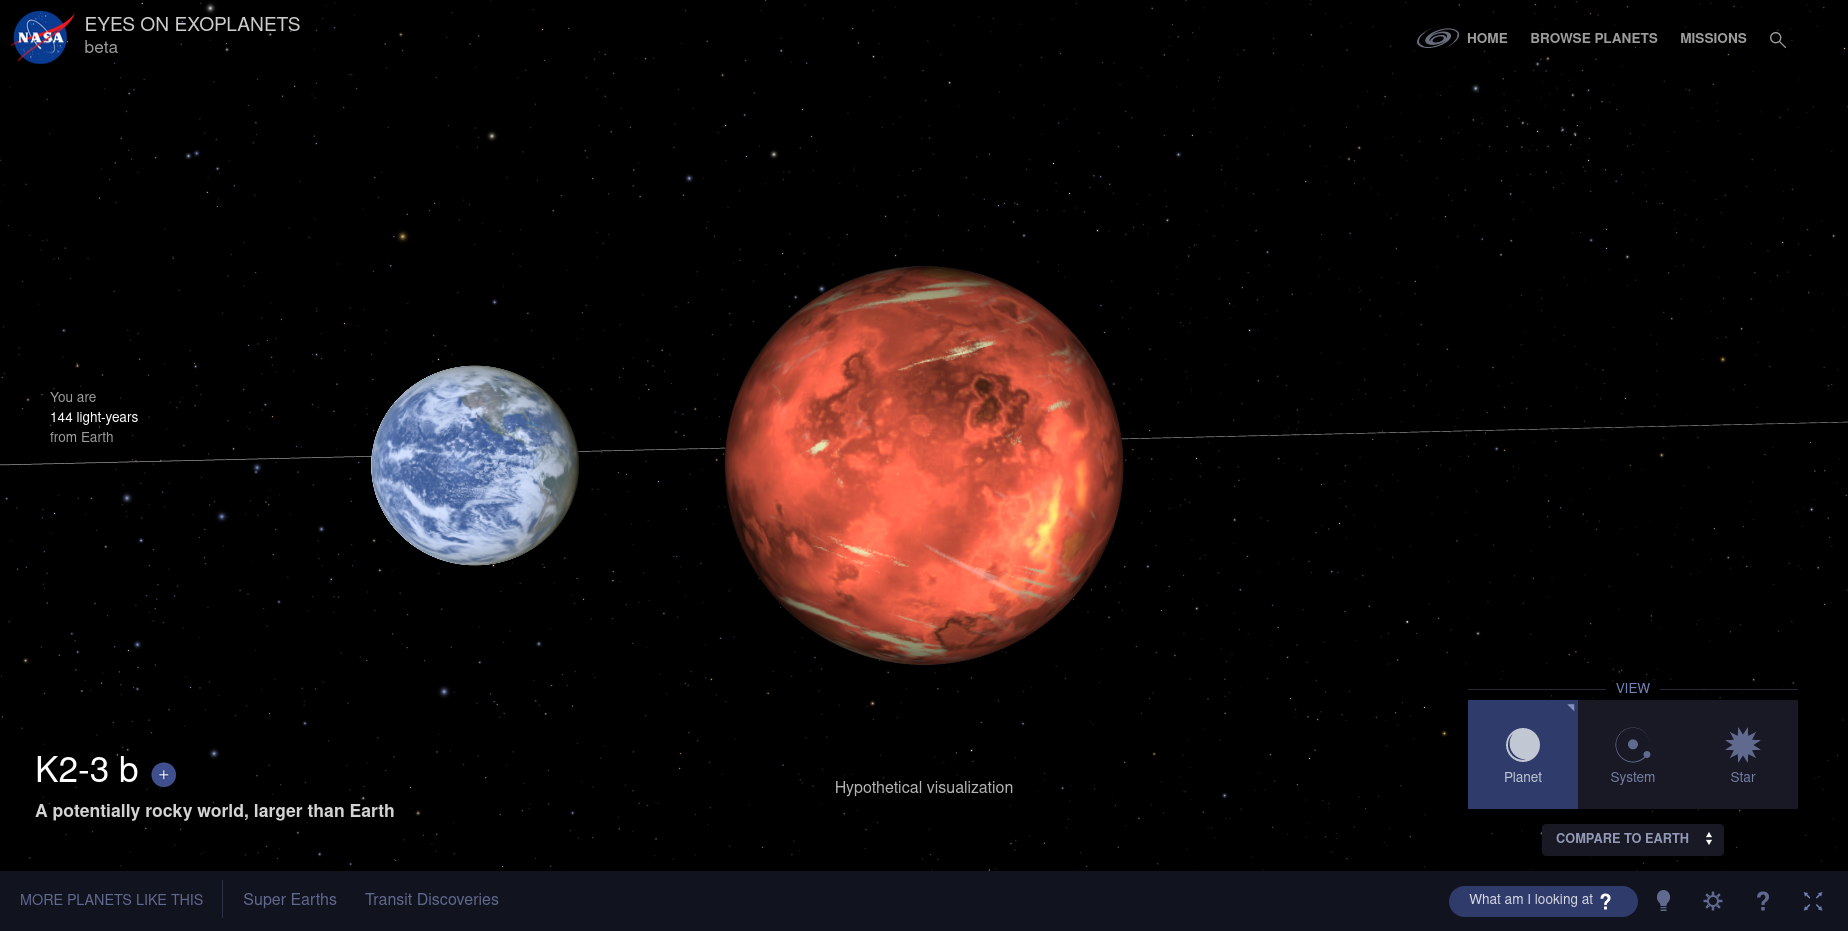 NASA
EYES ON EXOPLANETS
beta
HOME
BROWSE PLANETS
MISSIONS
You are
144 light-years
from Earth
K2-3 b +
A potentially rocky world, larger than Earth
Hypothetical visualization
VIEW
Planet
System
Star
COMPARE TO EARTH
MORE PLANETS LIKE THIS
Super Earths
Transit Discoveries
What am I looking at ?
?